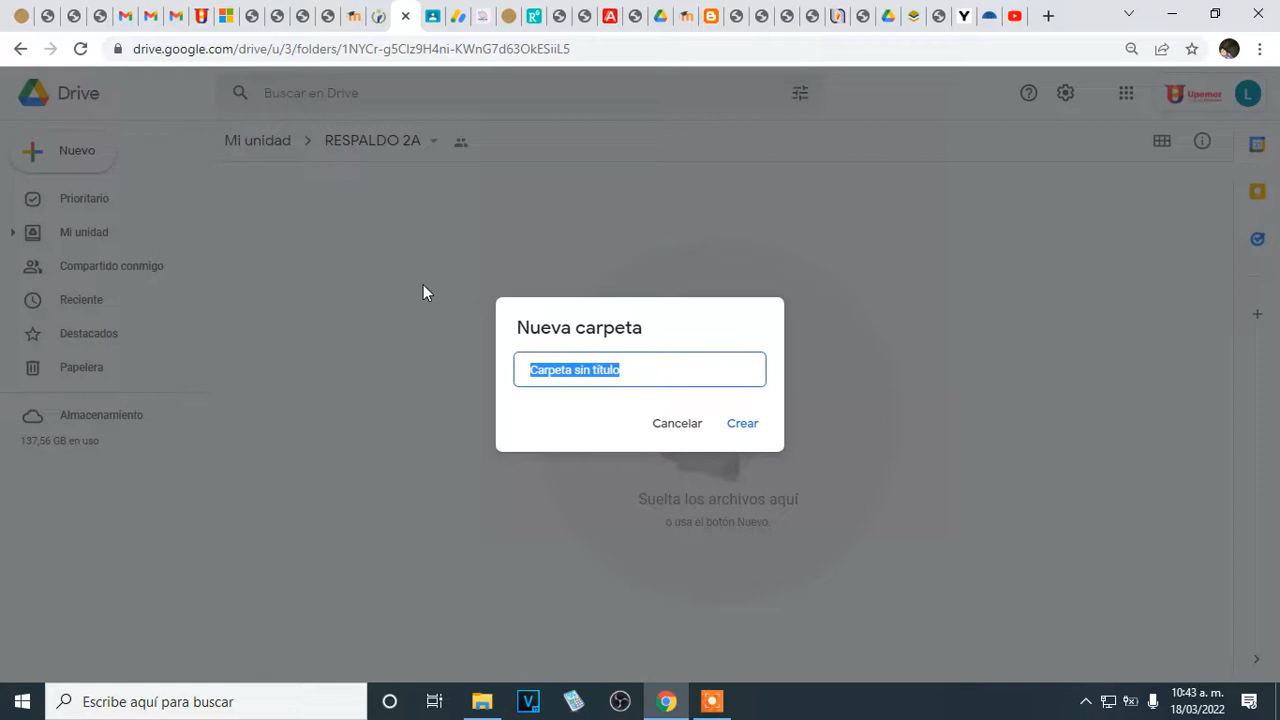 drive.google.com/drive/u/3/folders/1NYCr-g5Clz9H4ni-KWnG7d63OkESiiL5
Drive
Buscar en Drive
Upemor
L
Nuevo
Mi unidad
RESPALDO 2A
Prioritario
Mi unidad
Compartido conmigo
Reciente
Destacados
Papelera
Almacenamiento
137,56 GB en uso
Nueva carpeta
Carpeta sin título
Cancelar
Crear
Suelta los archivos aquí
o usa el botón Nuevo.
Escribe aquí para buscar
10:43 a. m.
18/03/2022